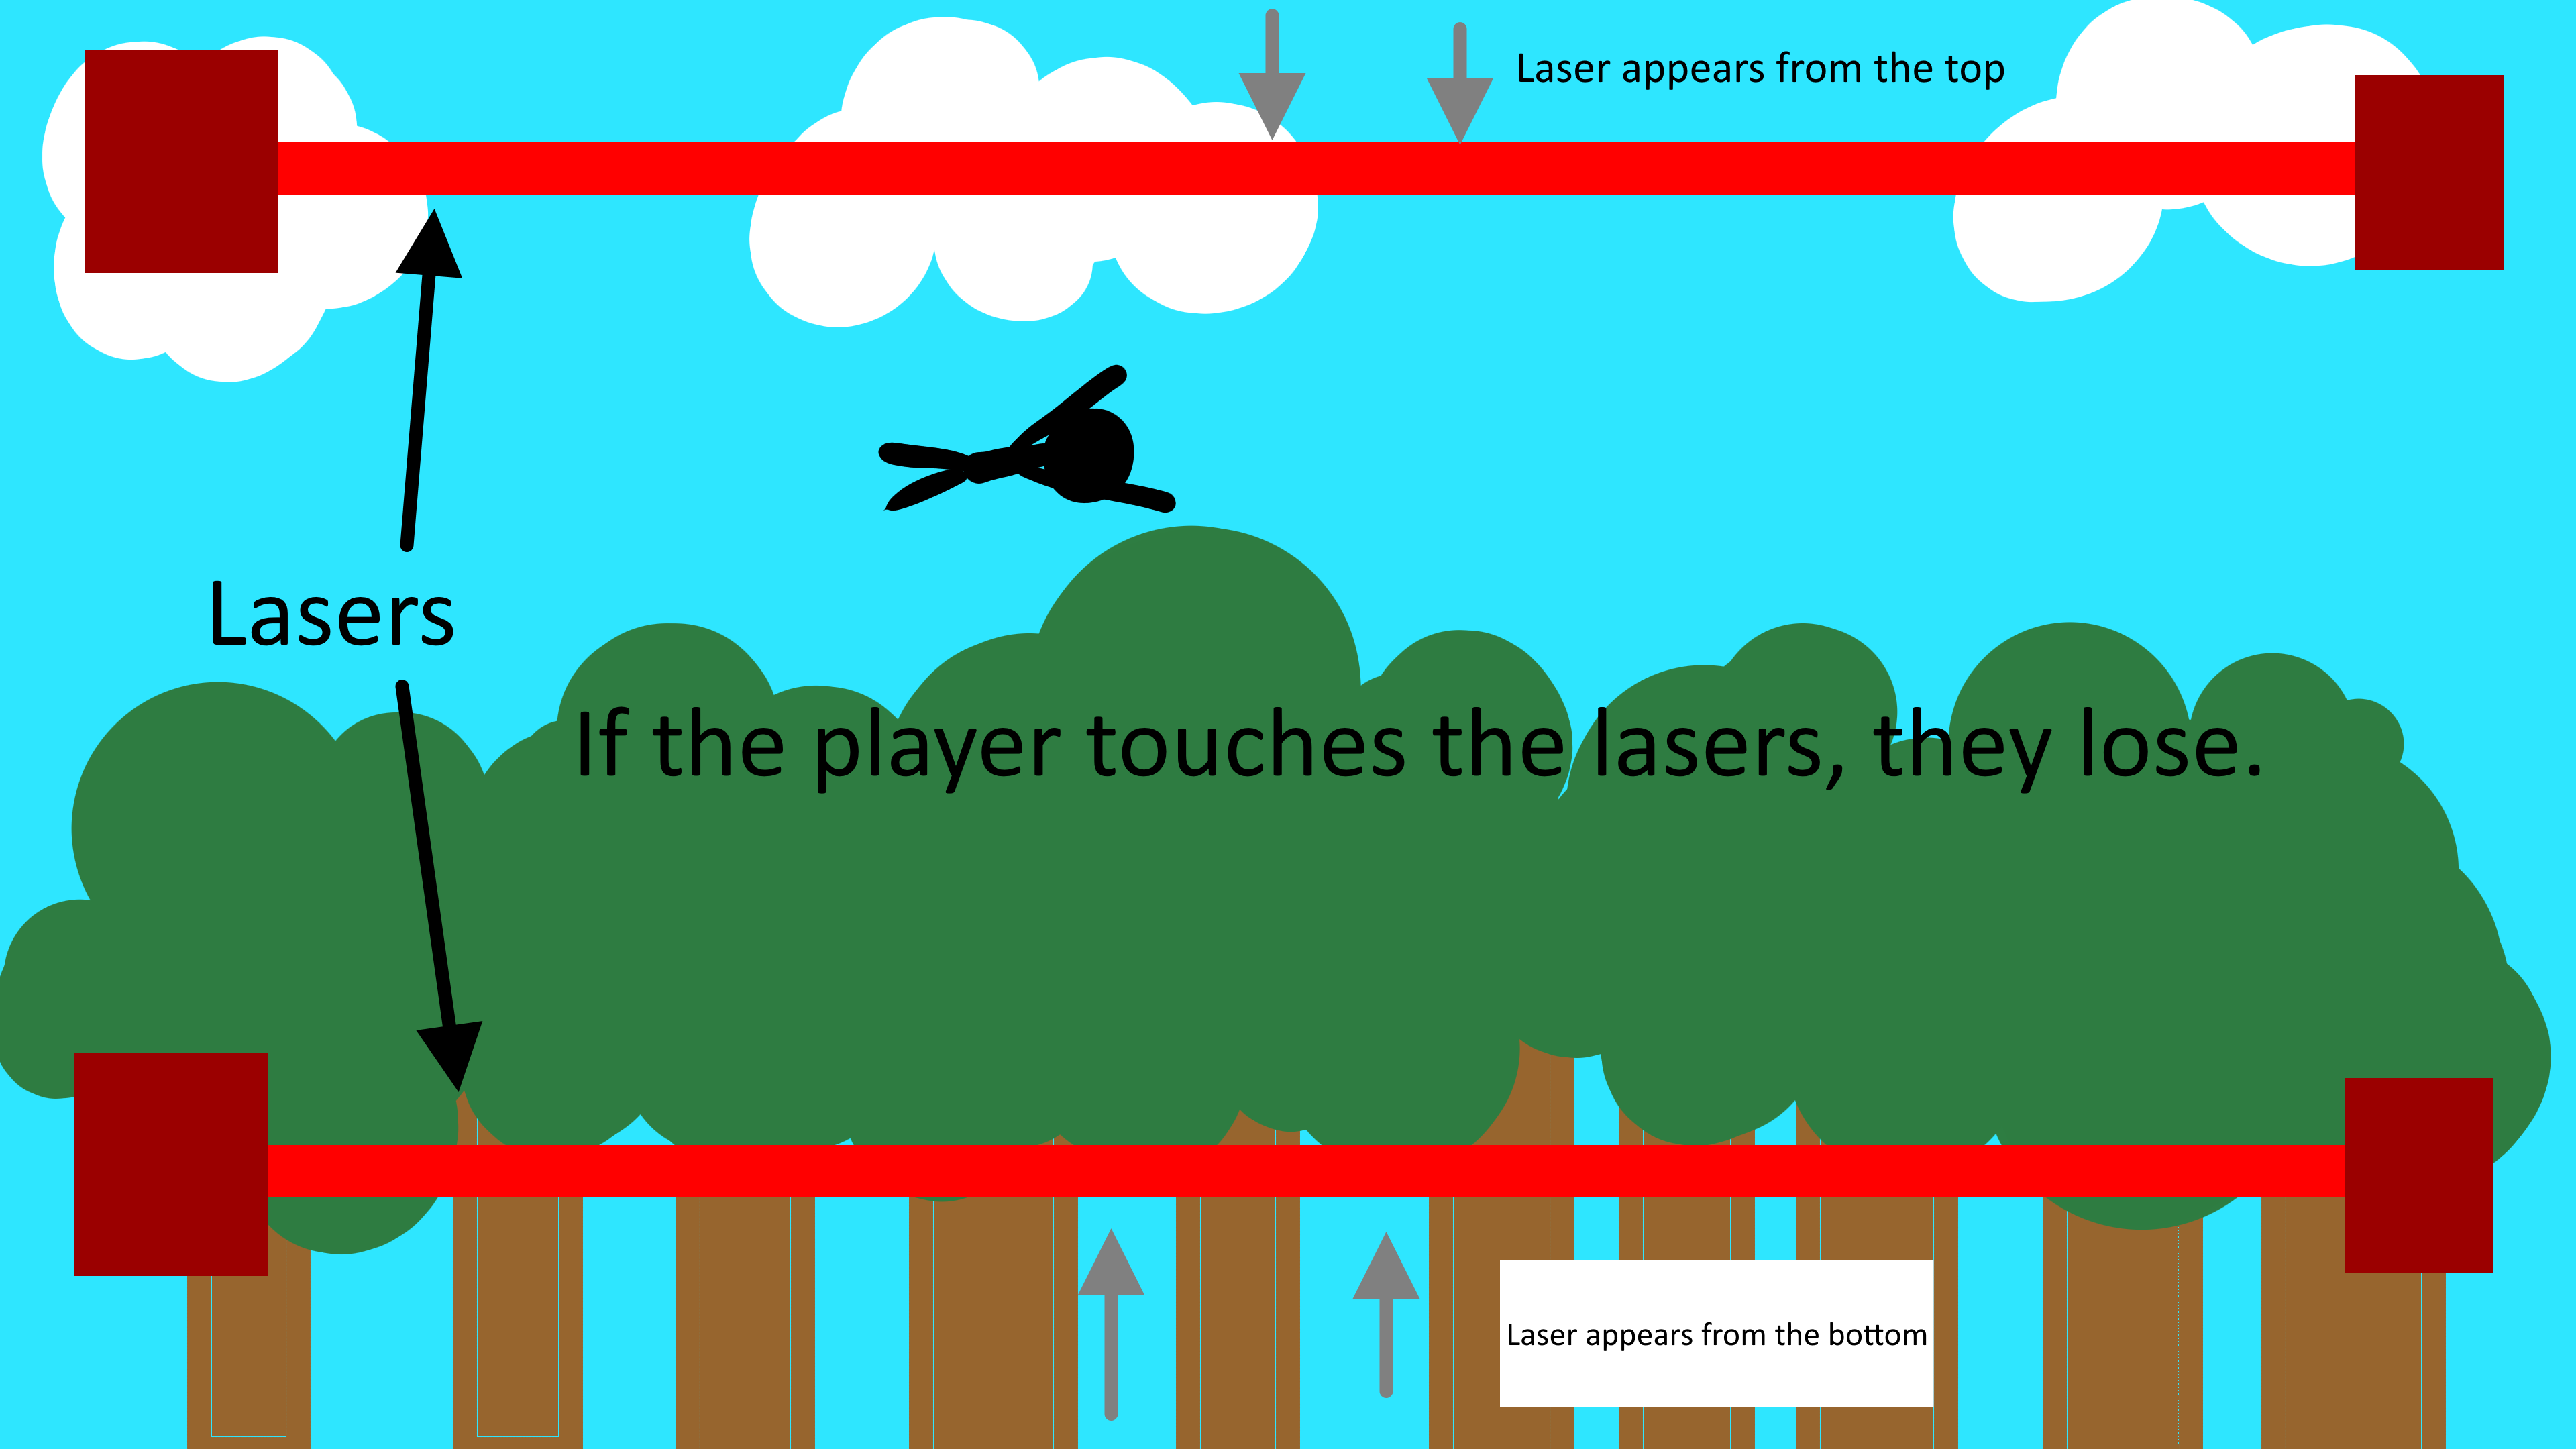 Laser appears from the top
Lasers
If the player touches the lasers, they lose.
Laser appears from the bottom